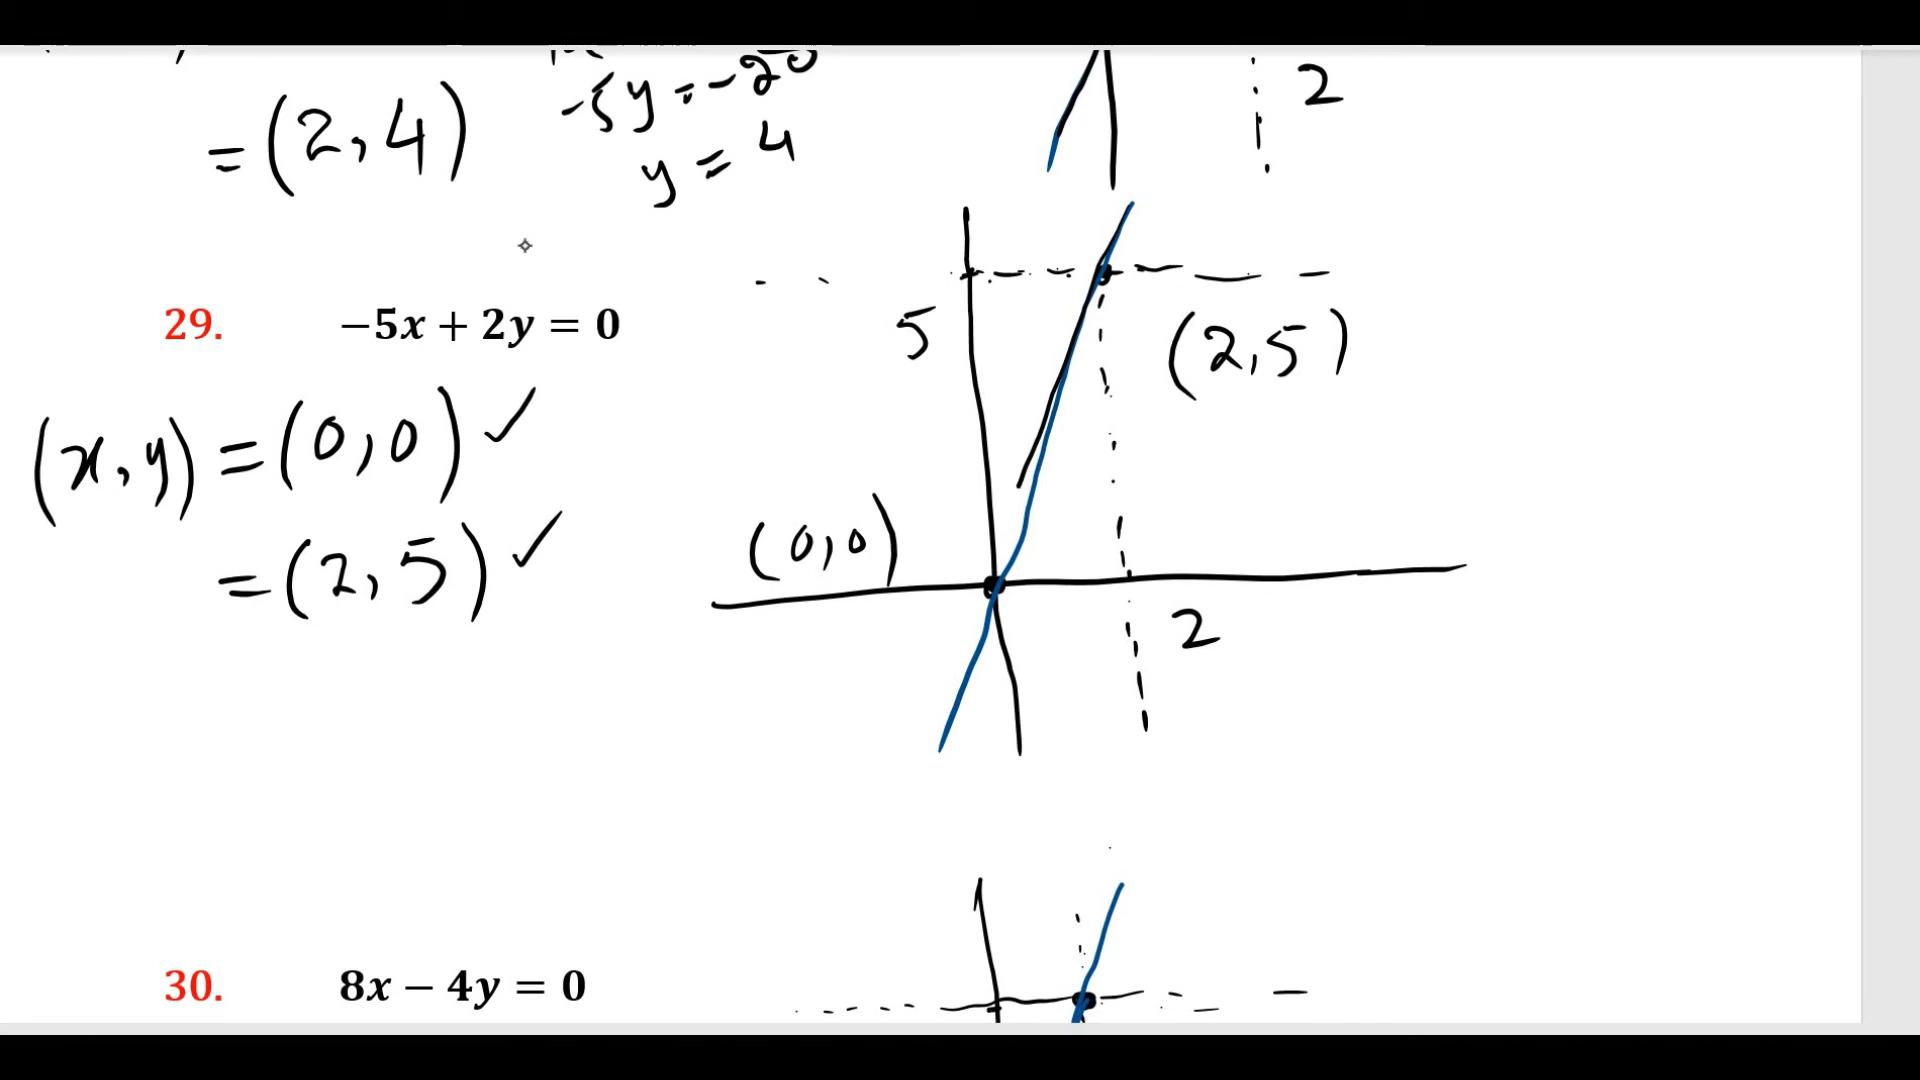 -5y = -20
= (2, 4)
y = 4
2
29. −5x + 2y = 0
5
(2, 5)
(x, y) = (0, 0) ✓
= (2, 5) ✓
(0, 0)
2
30. 8x − 4y = 0